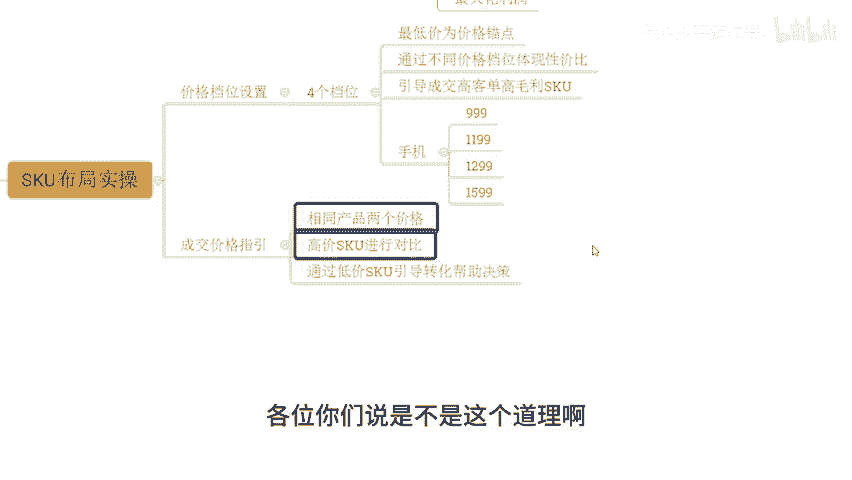 最大化利润
最低价为价格锚点
通过不同价格档位体现性价比
价格档位设置
4个档位
引导成交高客单高毛利SKU
999
1199
手机
1299
1599
SKU布局实操
相同产品两个价格
成交价格指引
高价SKU进行对比
通过低价SKU引导转化帮助决策
各位你们说是不是这个道理啊
bilibili